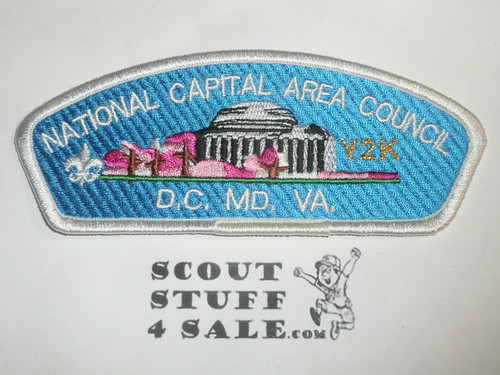 NATIONAL CAPITAL AREA COUNCIL
Y2K
D.C. MD. VA.
SCOUT
STUFF
4 SALE.COM